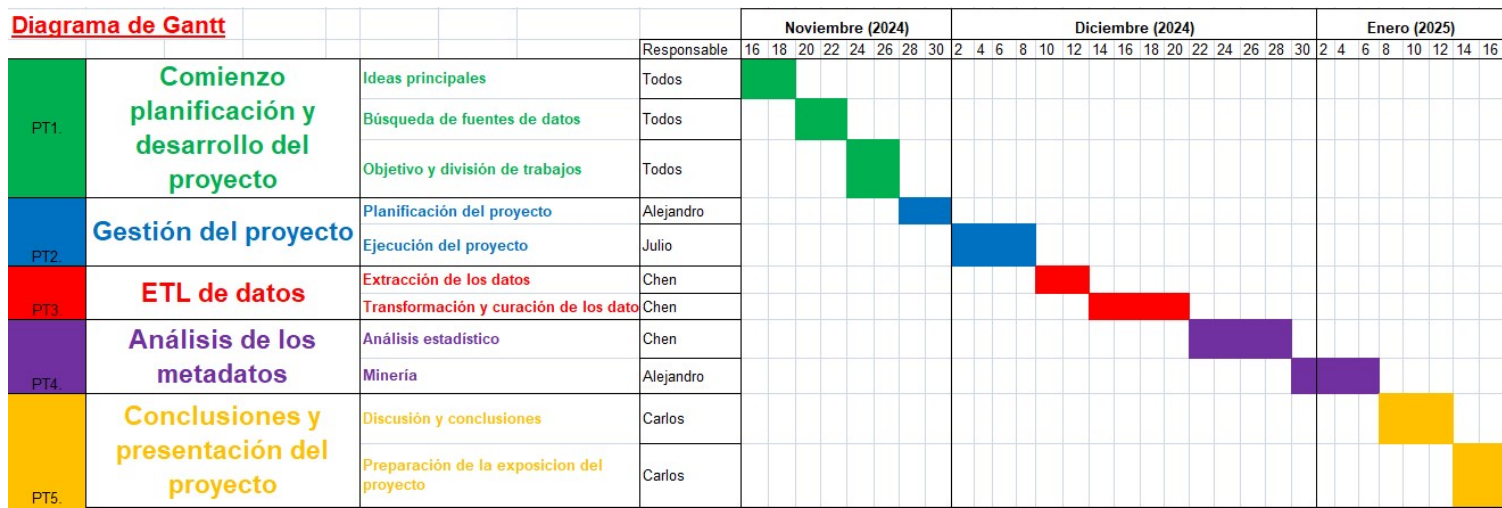 Diagrama de Gantt
Noviembre (2024) Diciembre (2024) Enero (2025)
Responsable 16 18 20 22 24 26 28 30 2 4 6 8 10 12 14 16 18 20 22 24 26 28 30 2 4 6 8 10 12 14 16
PT1.
Comienzo
planificación y
desarrollo del
proyecto
Ideas principales Todos
Búsqueda de fuentes de datos Todos
Objetivo y división de trabajos Todos
PT2.
Gestión del proyecto
Planificación del proyecto Alejandro
Ejecución del proyecto Julio
PT3
ETL de datos
Extracción de los datos Chen
Transformación y curación de los dato Chen
PT4.
Análisis de los
metadatos
Análisis estadístico Chen
Minería Alejandro
PT5.
Conclusiones y
presentación del
proyecto
Discusión y conclusiones Carlos
Preparación de la exposicion del
proyecto Carlos